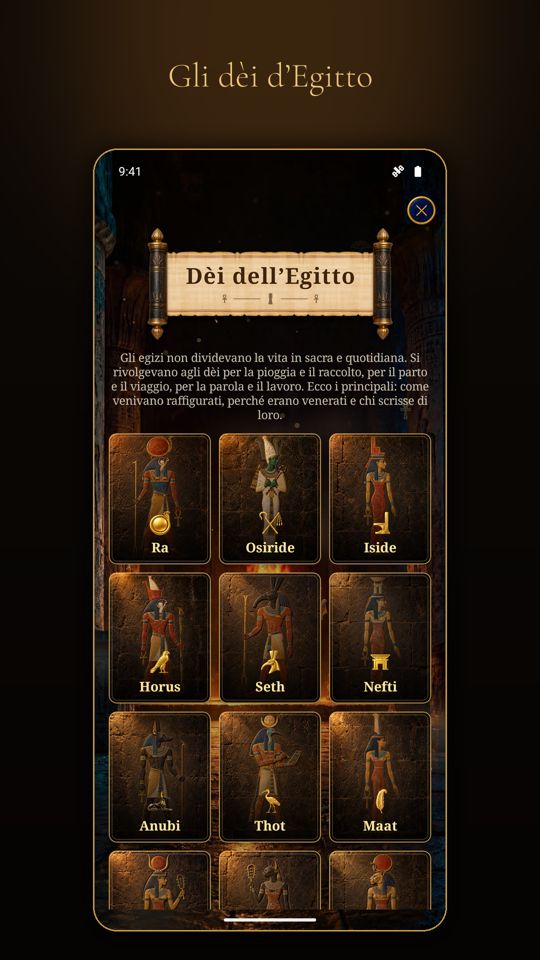 Gli dèi d'Egitto
9:41
Dèi dell'Egitto
Gli egizi non dividevano la vita in sacra e quotidiana. Si
rivolgevano agli dèi per la pioggia e il raccolto, per il parto
e il viaggio, per la parola e il lavoro. Ecco i principali: come
venivano raffigurati, perché erano venerati e chi scrisse di
loro.
Ra
Osiride
Iside
Horus
Seth
Nefti
Anubi
Thot
Maat